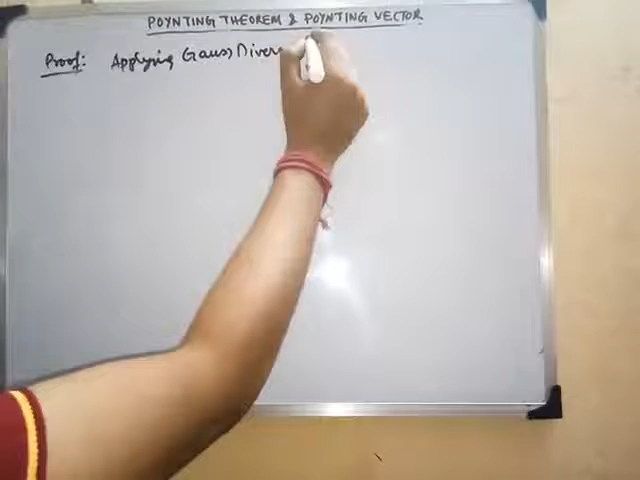 POYNTING THEOREM & POYNTING VECTOR
Proof: Applying Gauss Diver